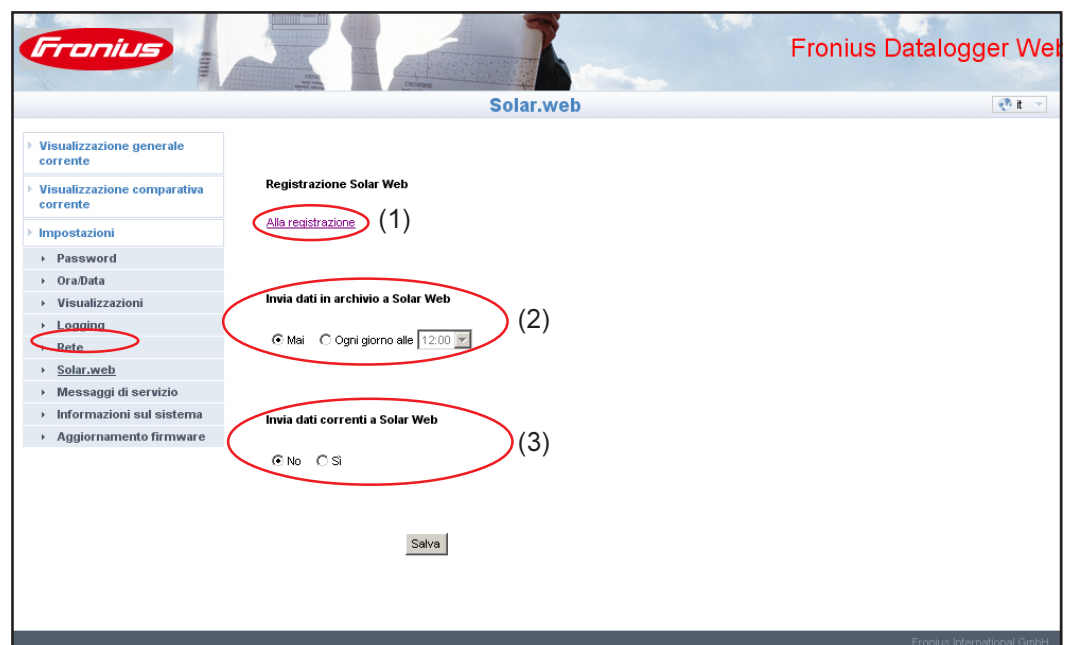 Fronius
Fronius Datalogger Web
Solar.web
it
Visualizzazione generale
corrente
Visualizzazione comparativa
corrente
Impostazioni
Password
Ora/Data
Visualizzazioni
Logging
Rete
Solar.web
Messaggi di servizio
Informazioni sul sistema
Aggiornamento firmware
Registrazione Solar Web
Alla registrazione (1)
Invia dati in archivio a Solar Web
(2)
Mai Ogni giorno alle 12:00
Invia dati correnti a Solar Web
(3)
No Sì
Salva
Fronius International GmbH